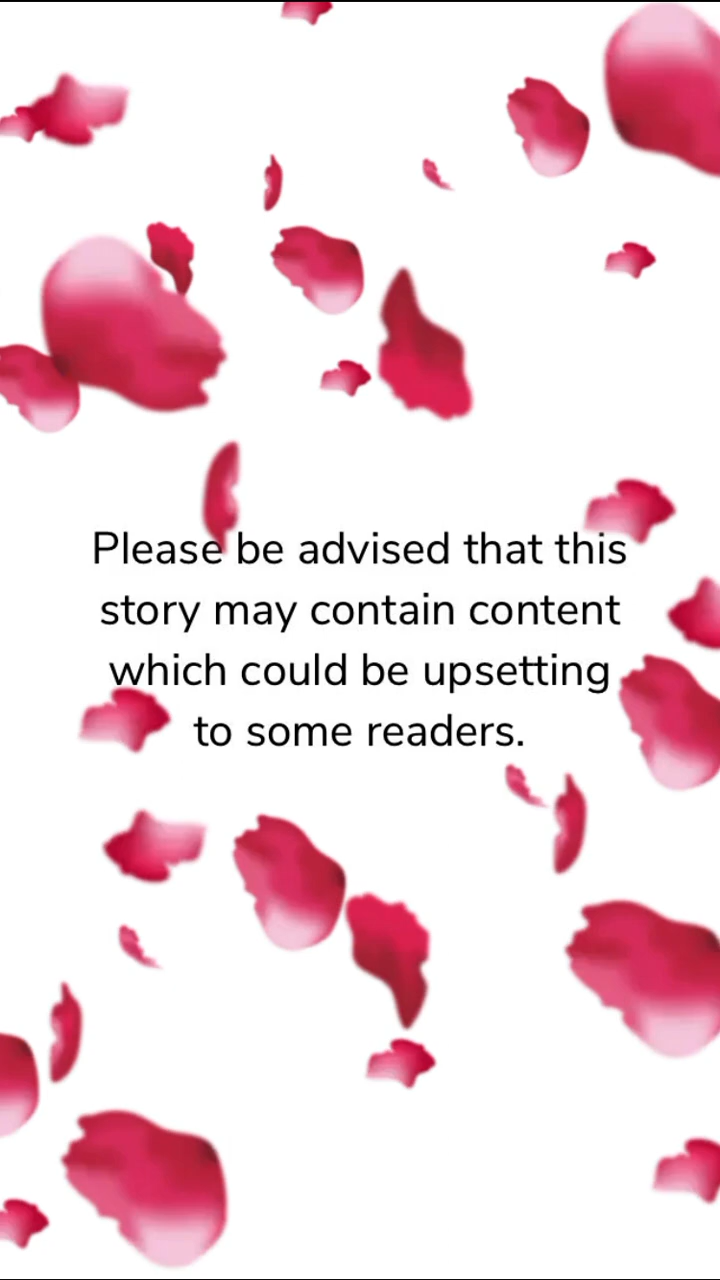 Please be advised that this
story may contain content
which could be upsetting
to some readers.